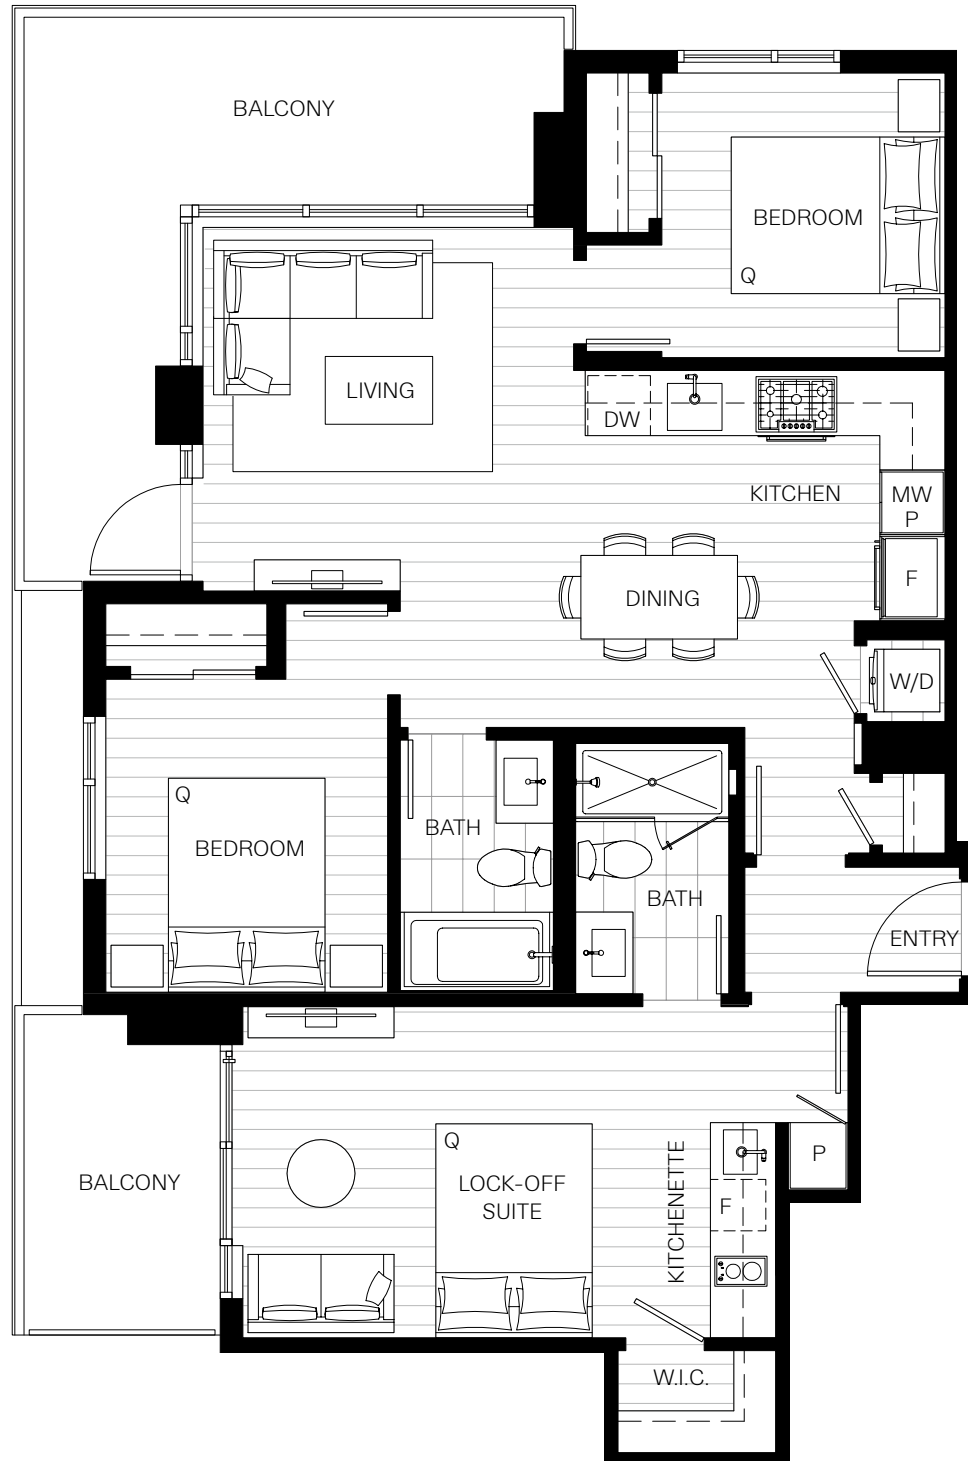 BALCONY
BEDROOM
Q
LIVING
DW
KITCHEN
MW
P
F
DINING
W/D
Q
BEDROOM
BATH
BATH
ENTRY
BALCONY
Q
LOCK-OFF
SUITE
KITCHENETTE
P
F
W.I.C.